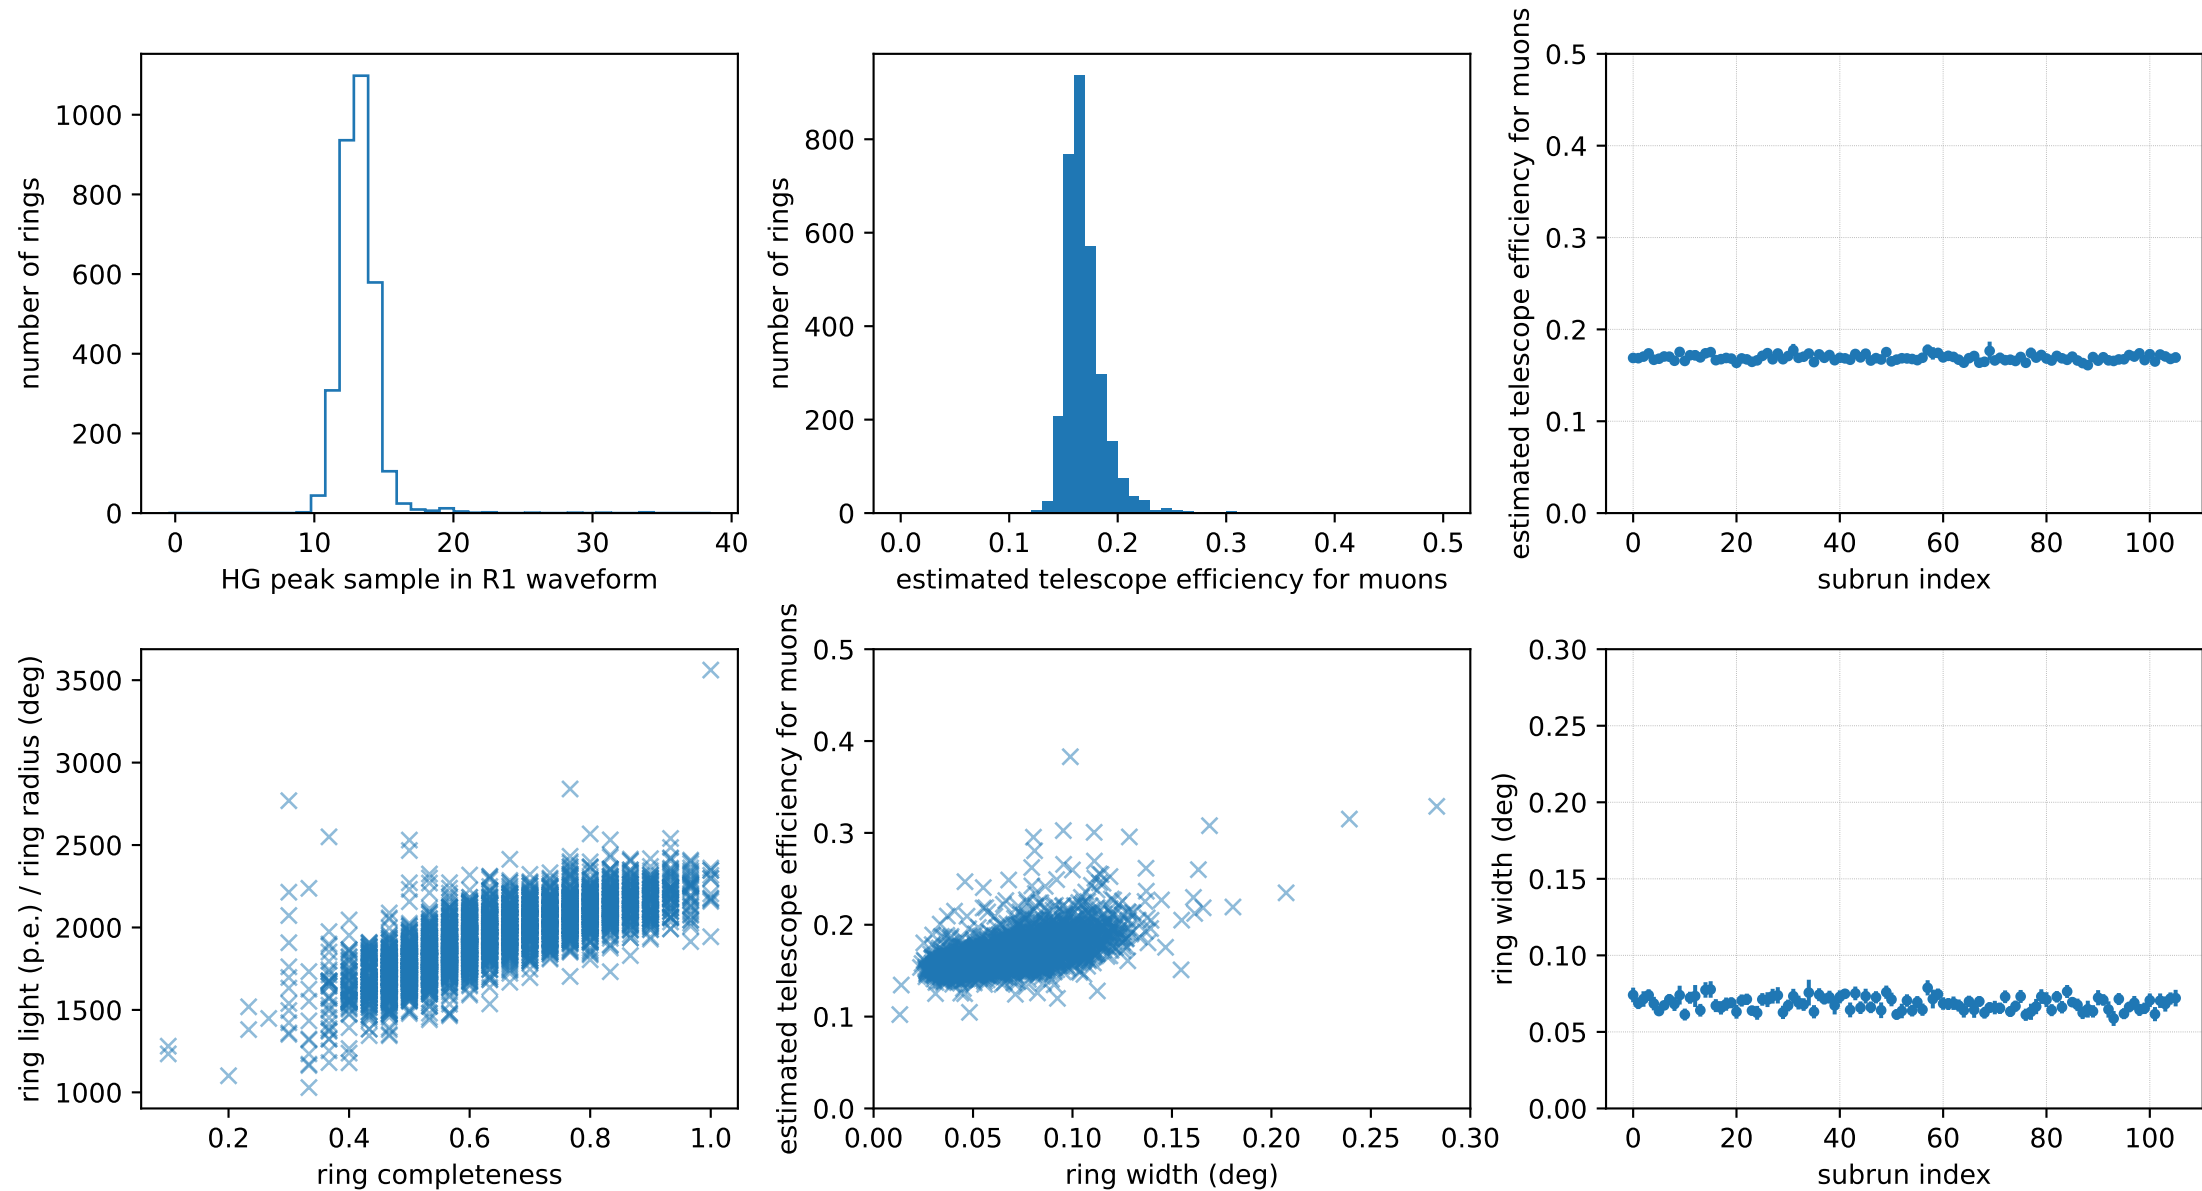 number of rings
1000
800
600
400
200
0
0 10 20 30 40
HG peak sample in R1 waveform
number of rings
800
600
400
200
0
0.0 0.1 0.2 0.3 0.4 0.5
estimated telescope efficiency for muons
estimated telescope efficiency for muons
0.5
0.4
0.3
0.2
0.1
0.0
0 20 40 60 80 100
subrun index
ring light (p.e.) / ring radius (deg)
3500
3000
2500
2000
1500
1000
0.2 0.4 0.6 0.8 1.0
ring completeness
estimated telescope efficiency for muons
0.5
0.4
0.3
0.2
0.1
0.0
0.00 0.05 0.10 0.15 0.20 0.25 0.30
ring width (deg)
ring width (deg)
0.30
0.25
0.20
0.15
0.10
0.05
0.00
0 20 40 60 80 100
subrun index